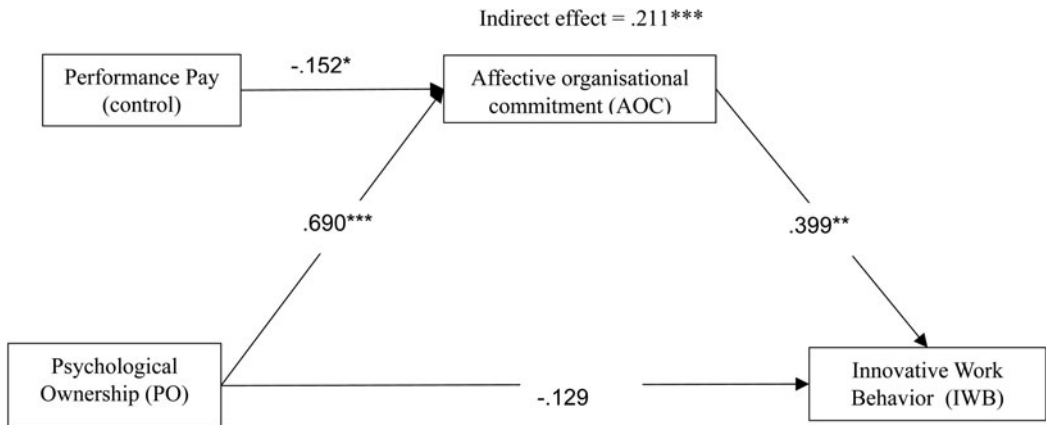 Indirect effect = .211***
Performance Pay
(control)
-.152*
Affective organisational
commitment (AOC)
.690***
.399**
Psychological
Ownership (PO)
-.129
Innovative Work
Behavior (IWB)